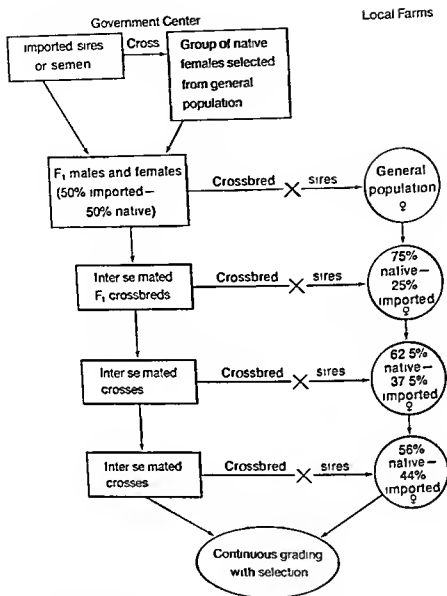 Government Center
Local Farms
Imported sires
or semen
Cross
Group of native
females selected
from general
population
F1 males and females
(50% imported—
50% native)
Crossbred
sires
General
population
♀
Inter se mated
F1 crossbreds
Crossbred
sires
75%
native—
25%
imported
♀
Inter se mated
crosses
Crossbred
sires
62 5%
native—
37 5%
imported
♀
Inter se mated
crosses
Crossbred
sires
56%
native—
44%
imported
♀
Continuous grading
with selection